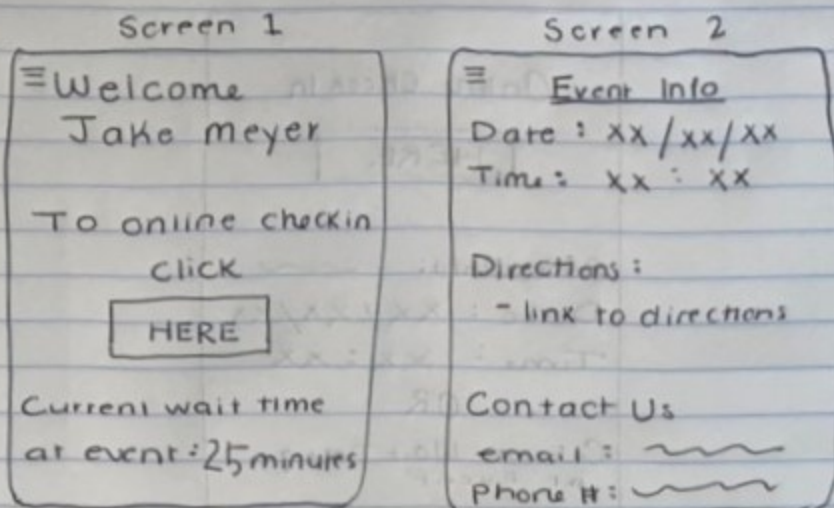 Screen 1
Welcome
Jake meyer
To online checkin
click
HERE
Current wait time
at event: 25 minutes
Screen 2
Event Info
Date: xx/xx/xx
Time: xx : xx
Directions:
- link to directions
Contact Us
email:
Phone #: